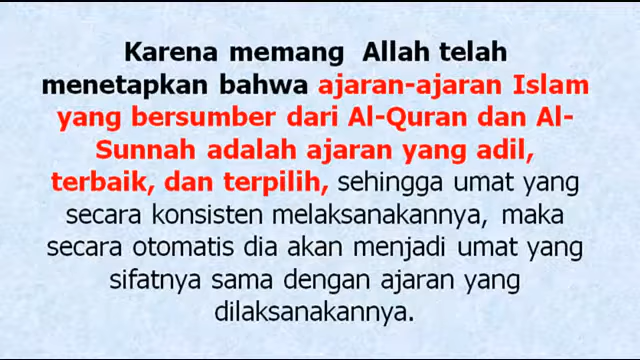 Karena memang Allah telah
menetapkan bahwa ajaran-ajaran Islam
yang bersumber dari Al-Quran dan Al-
Sunnah adalah ajaran yang adil,
terbaik, dan terpilih, sehingga umat yang
secara konsisten melaksanakannya, maka
secara otomatis dia akan menjadi umat yang
sifatnya sama dengan ajaran yang
dilaksanakannya.